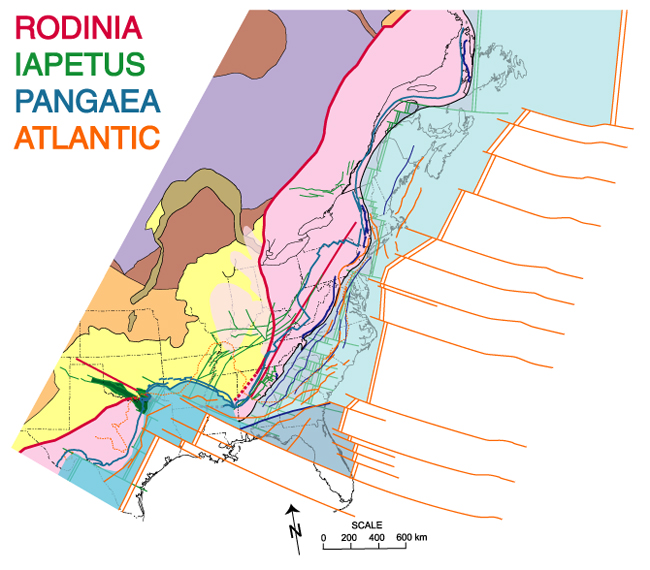 RODINIA
IAPETUS
PANGAEA
ATLANTIC
N
SCALE
0 200 400 600 km